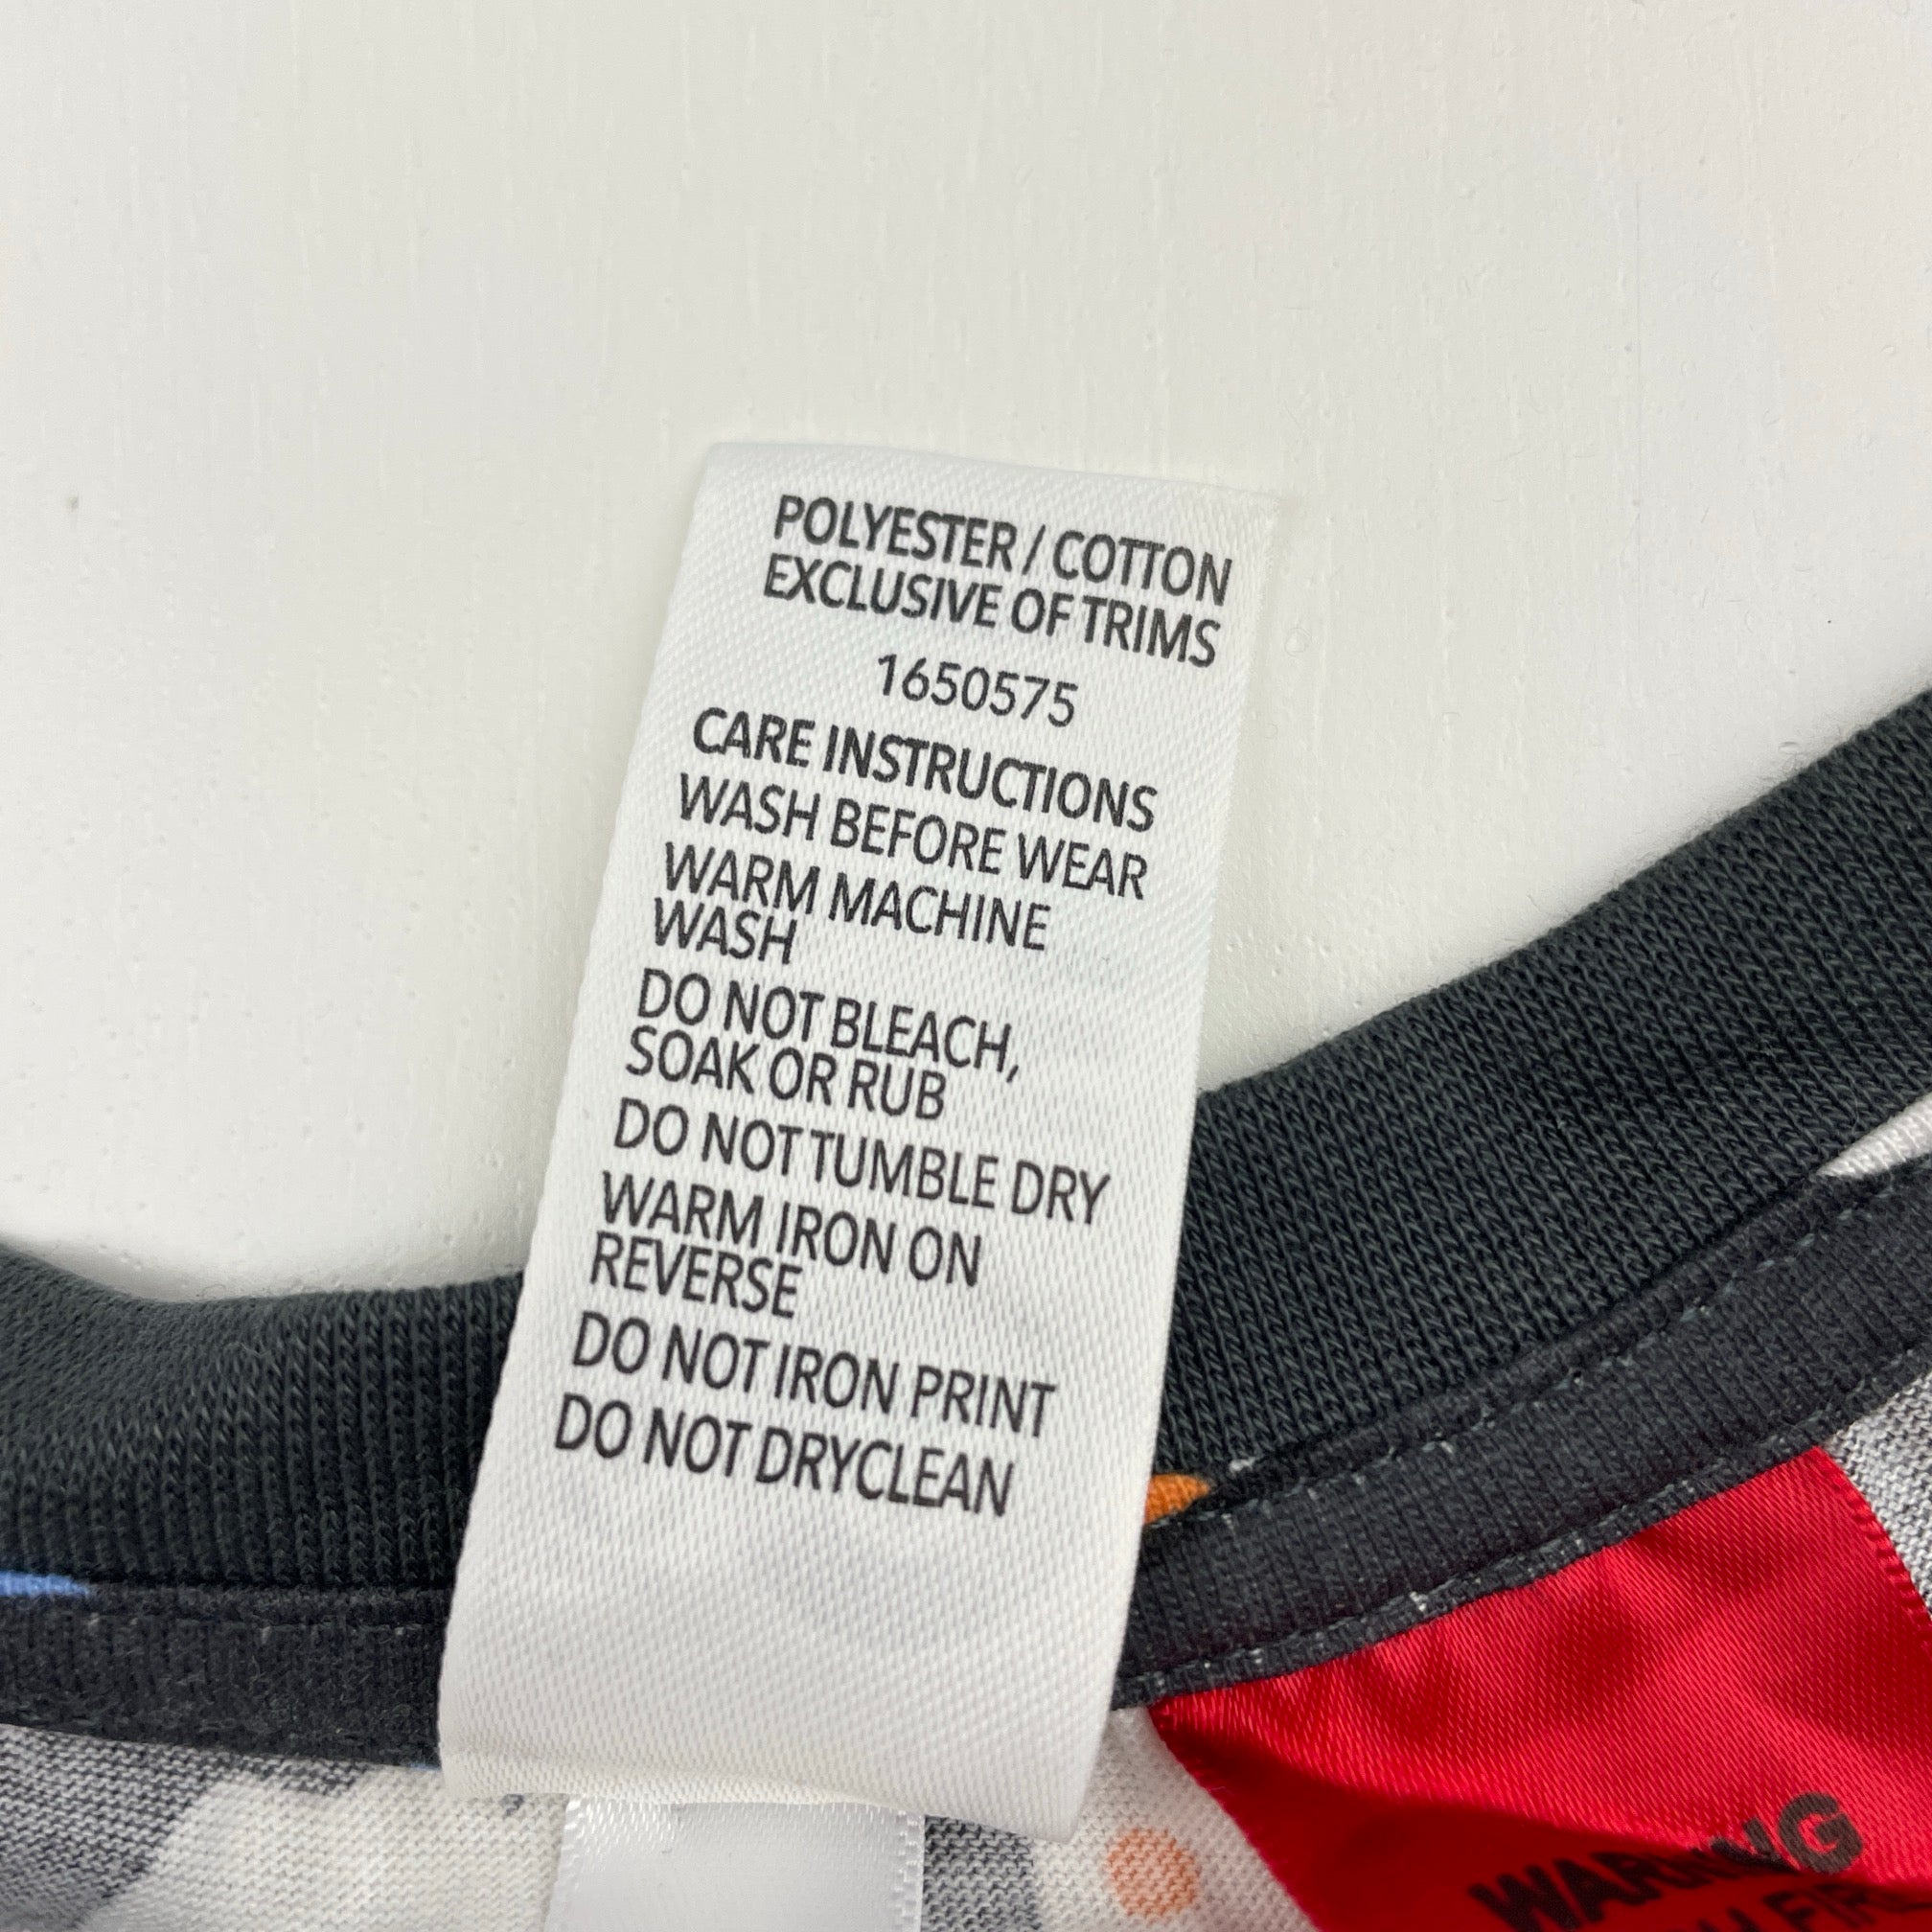 POLYESTER / COTTON
EXCLUSIVE OF TRIMS
1650575
CARE INSTRUCTIONS
WASH BEFORE WEAR
WARM MACHINE
WASH
DO NOT BLEACH,
SOAK OR RUB
DO NOT TUMBLE DRY
WARM IRON ON
REVERSE
DO NOT IRON PRINT
DO NOT DRYCLEAN
WARNING